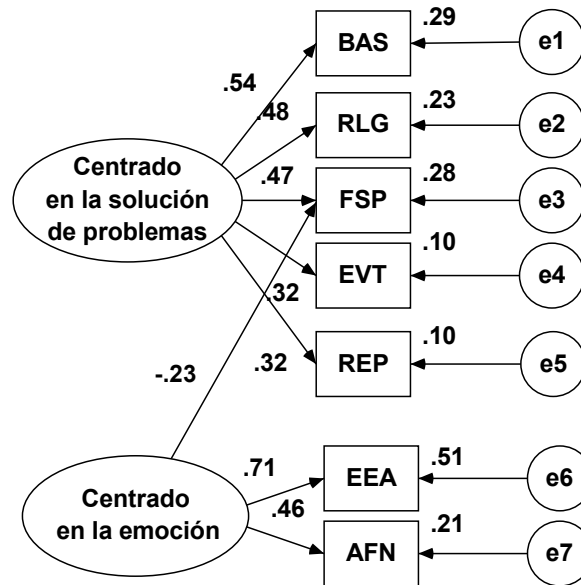 .29
BAS
e1
.54
.48
.23
RLG
e2
Centrado
en la solución
de problemas
.47
.28
FSP
e3
.10
EVT
e4
.32
.10
-.23
.32
REP
e5
.71
.51
EEA
e6
Centrado
en la emoción
.46
.21
AFN
e7